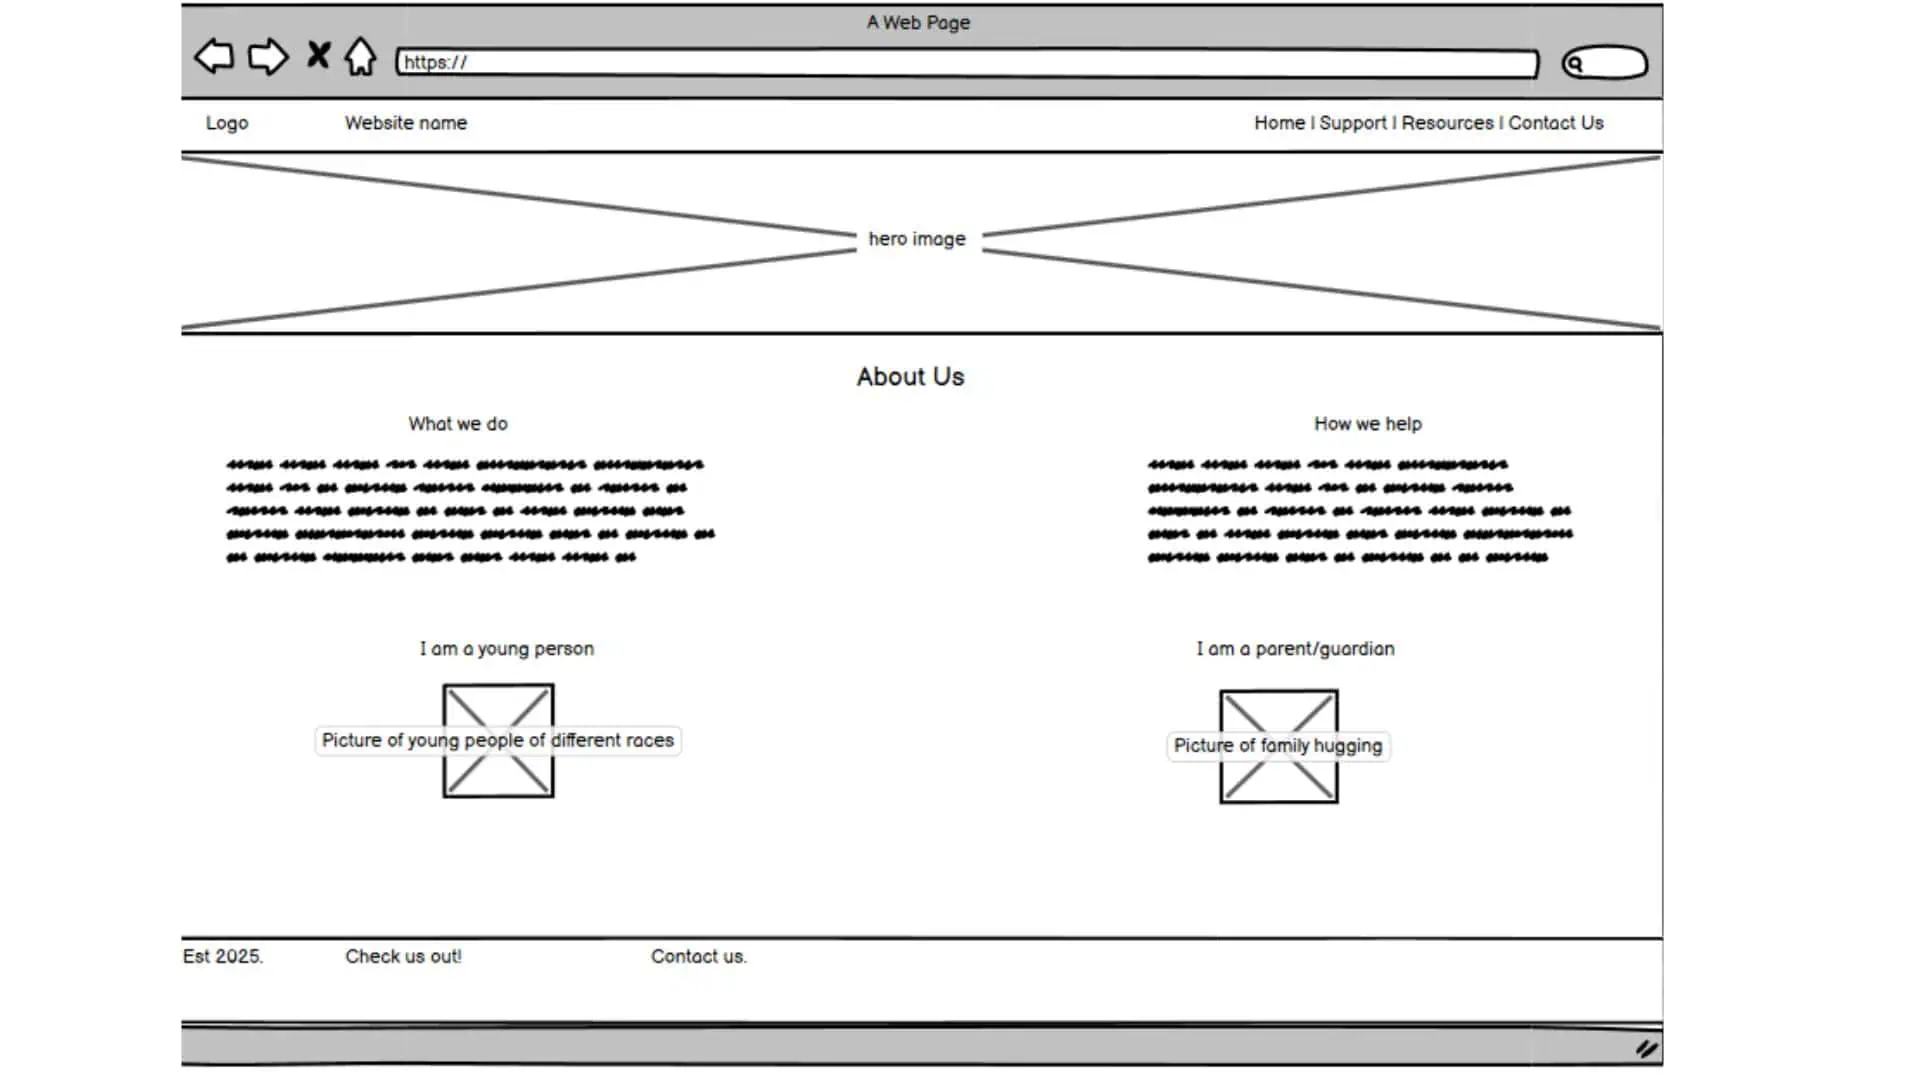 A Web Page
https://
Logo Website name Home | Support | Resources | Contact Us
hero image
About Us
What we do How we help
I am a young person I am a parent/guardian
Picture of young people of different races Picture of family hugging
Est 2025. Check us out! Contact us.